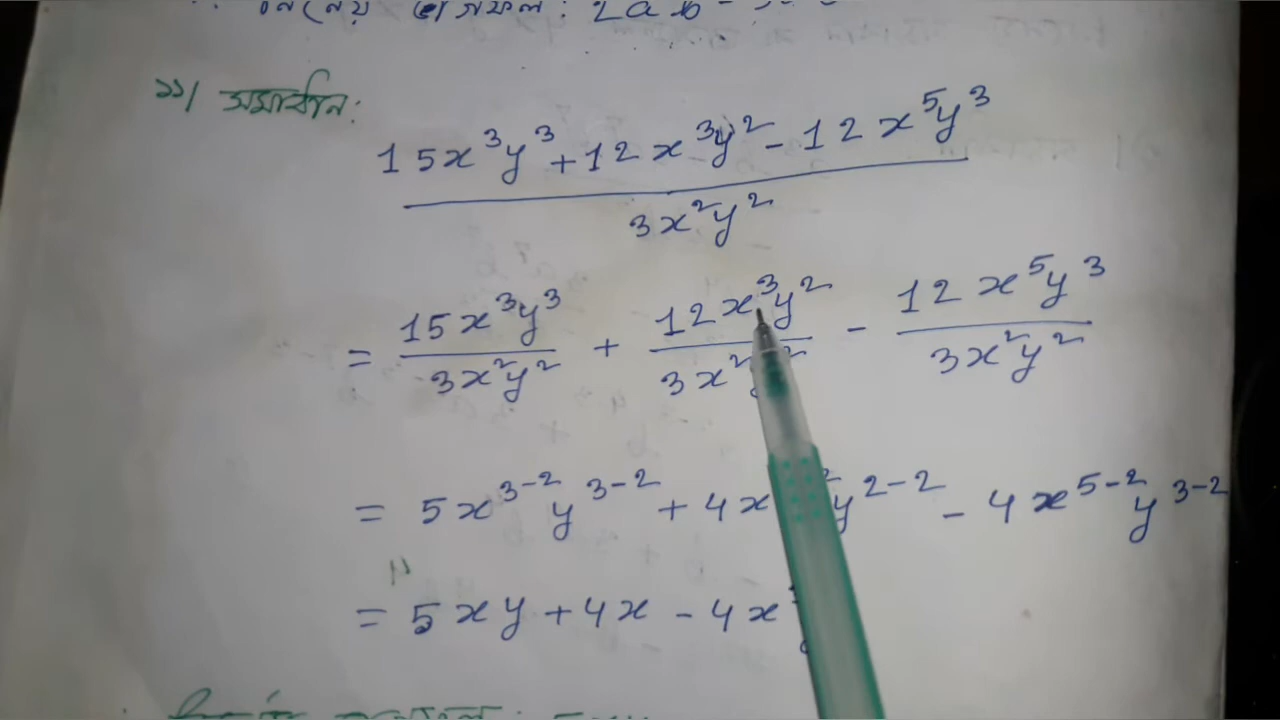 ১১। সমাধান:
15x³y³ + 12x³y² - 12x⁵y³
3x²y²
= 15x³y³/3x²y² + 12x³y²/3x² - 12x⁵y³/3x²y²
= 5x³⁻²y³⁻² + 4x y²⁻² - 4x⁵⁻²y³⁻²
= 5xy + 4x - 4x